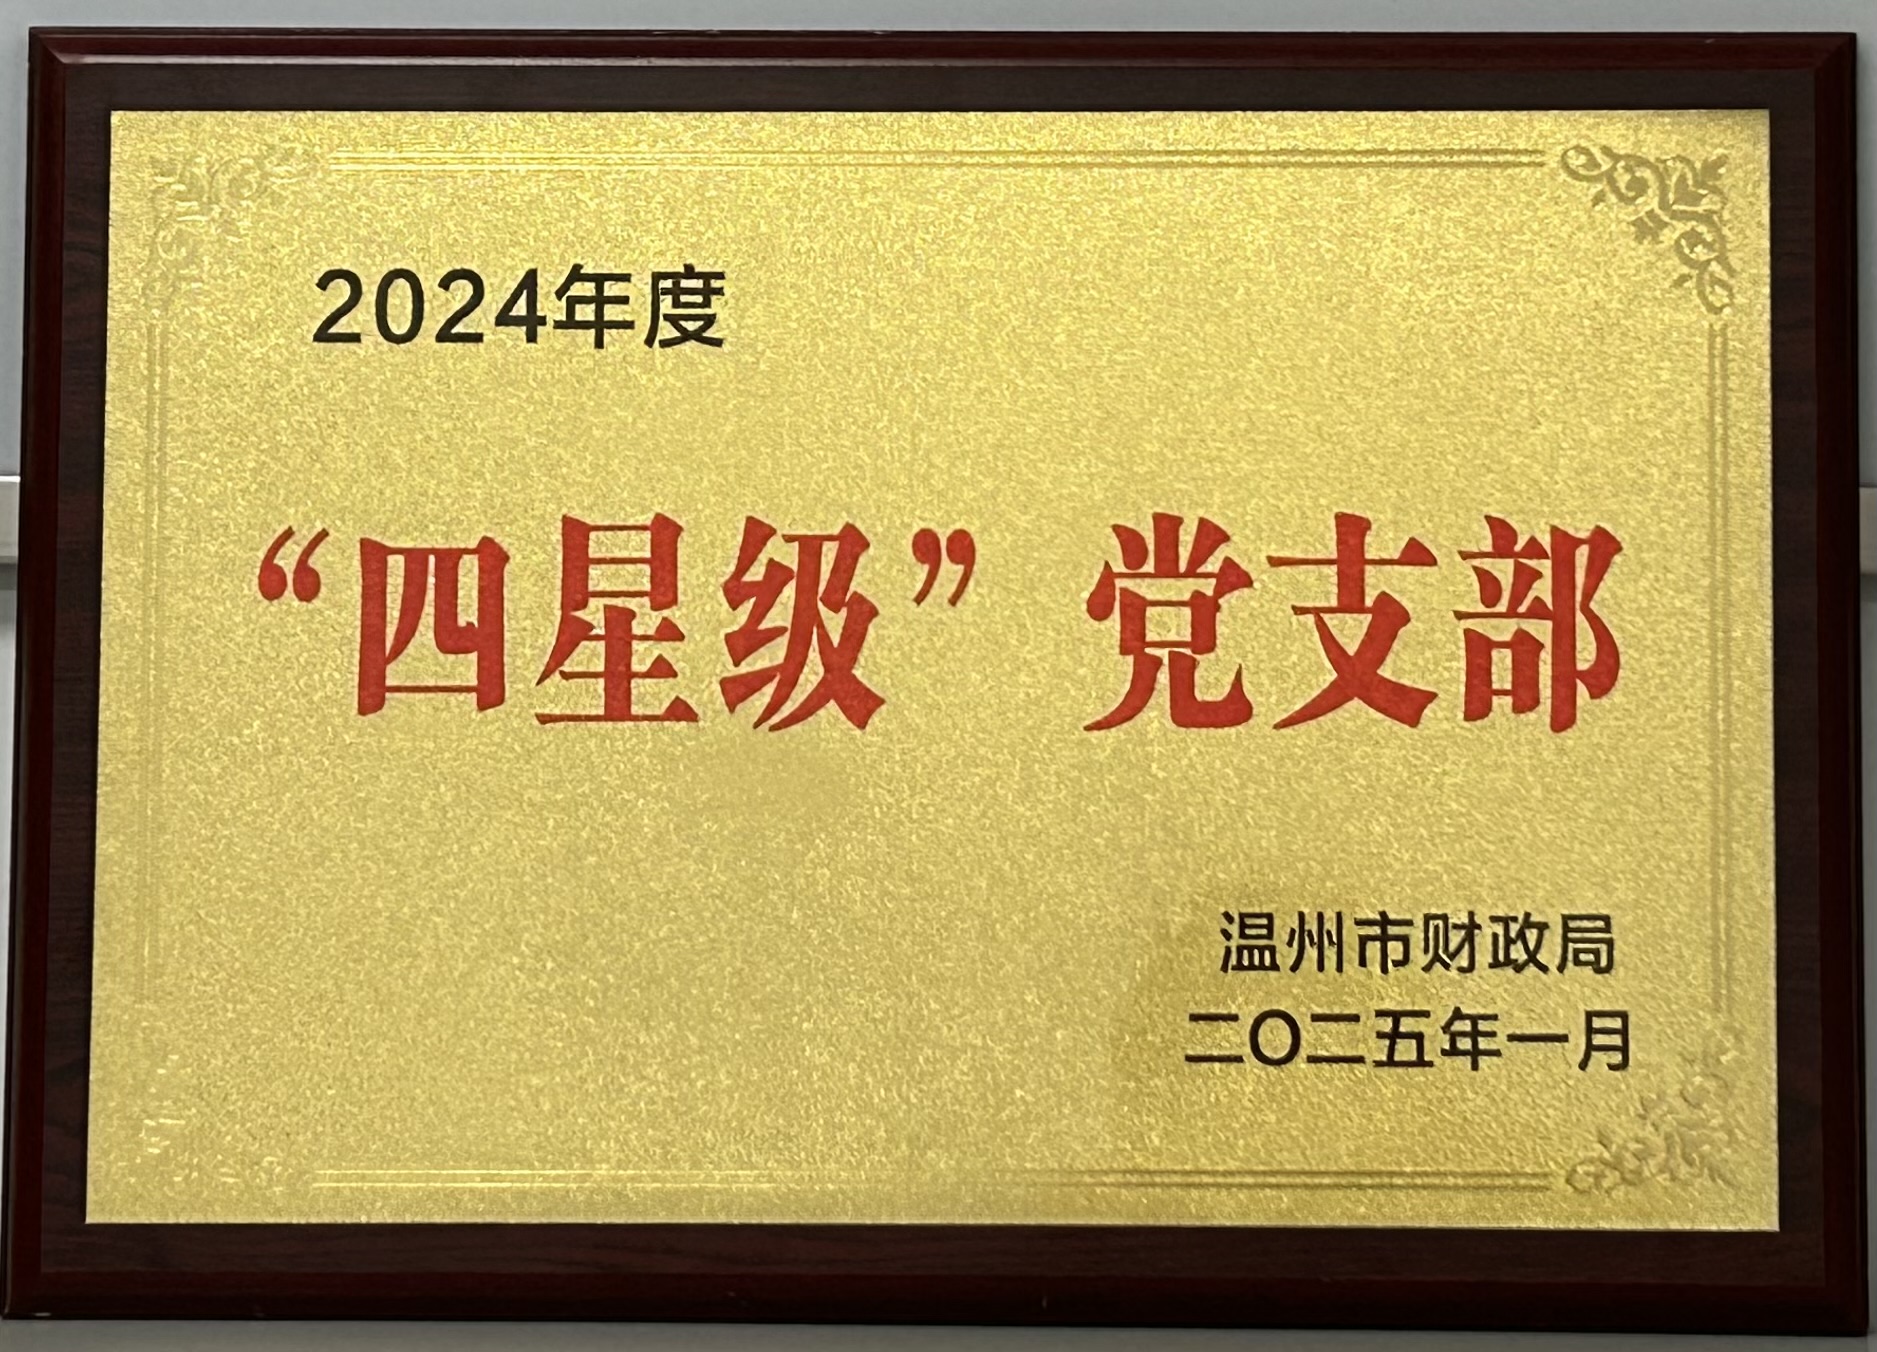 2024年度
“四星级”党支部
温州市财政局
二〇二五年一月